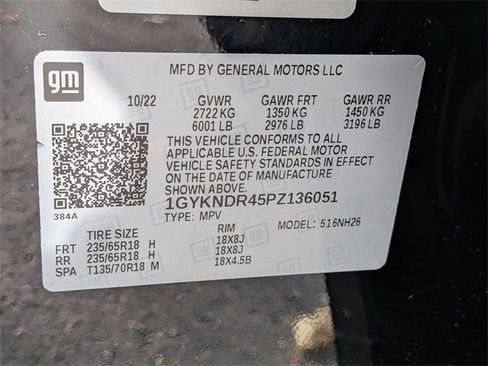 gm
MFD BY GENERAL MOTORS LLC
10/22 GVWR GAWR FRT GAWR RR
2722 KG 1350 KG 1450 KG
6001 LB 2976 LB 3196 LB
THIS VEHICLE CONFORMS TO ALL
APPLICABLE U.S. FEDERAL MOTOR
VEHICLE SAFETY STANDARDS IN EFFECT
ON THE DATE OF MANUFACTURE
SHOWN ABOVE.
384A
1GYKNDR45PZ136051
TYPE: MPV MODEL: 516NH26
TIRE SIZE RIM
FRT 235/65R18 H 18X8J
RR 235/65R18 H 18X8J
SPA T135/70R18 M 18X4.5B